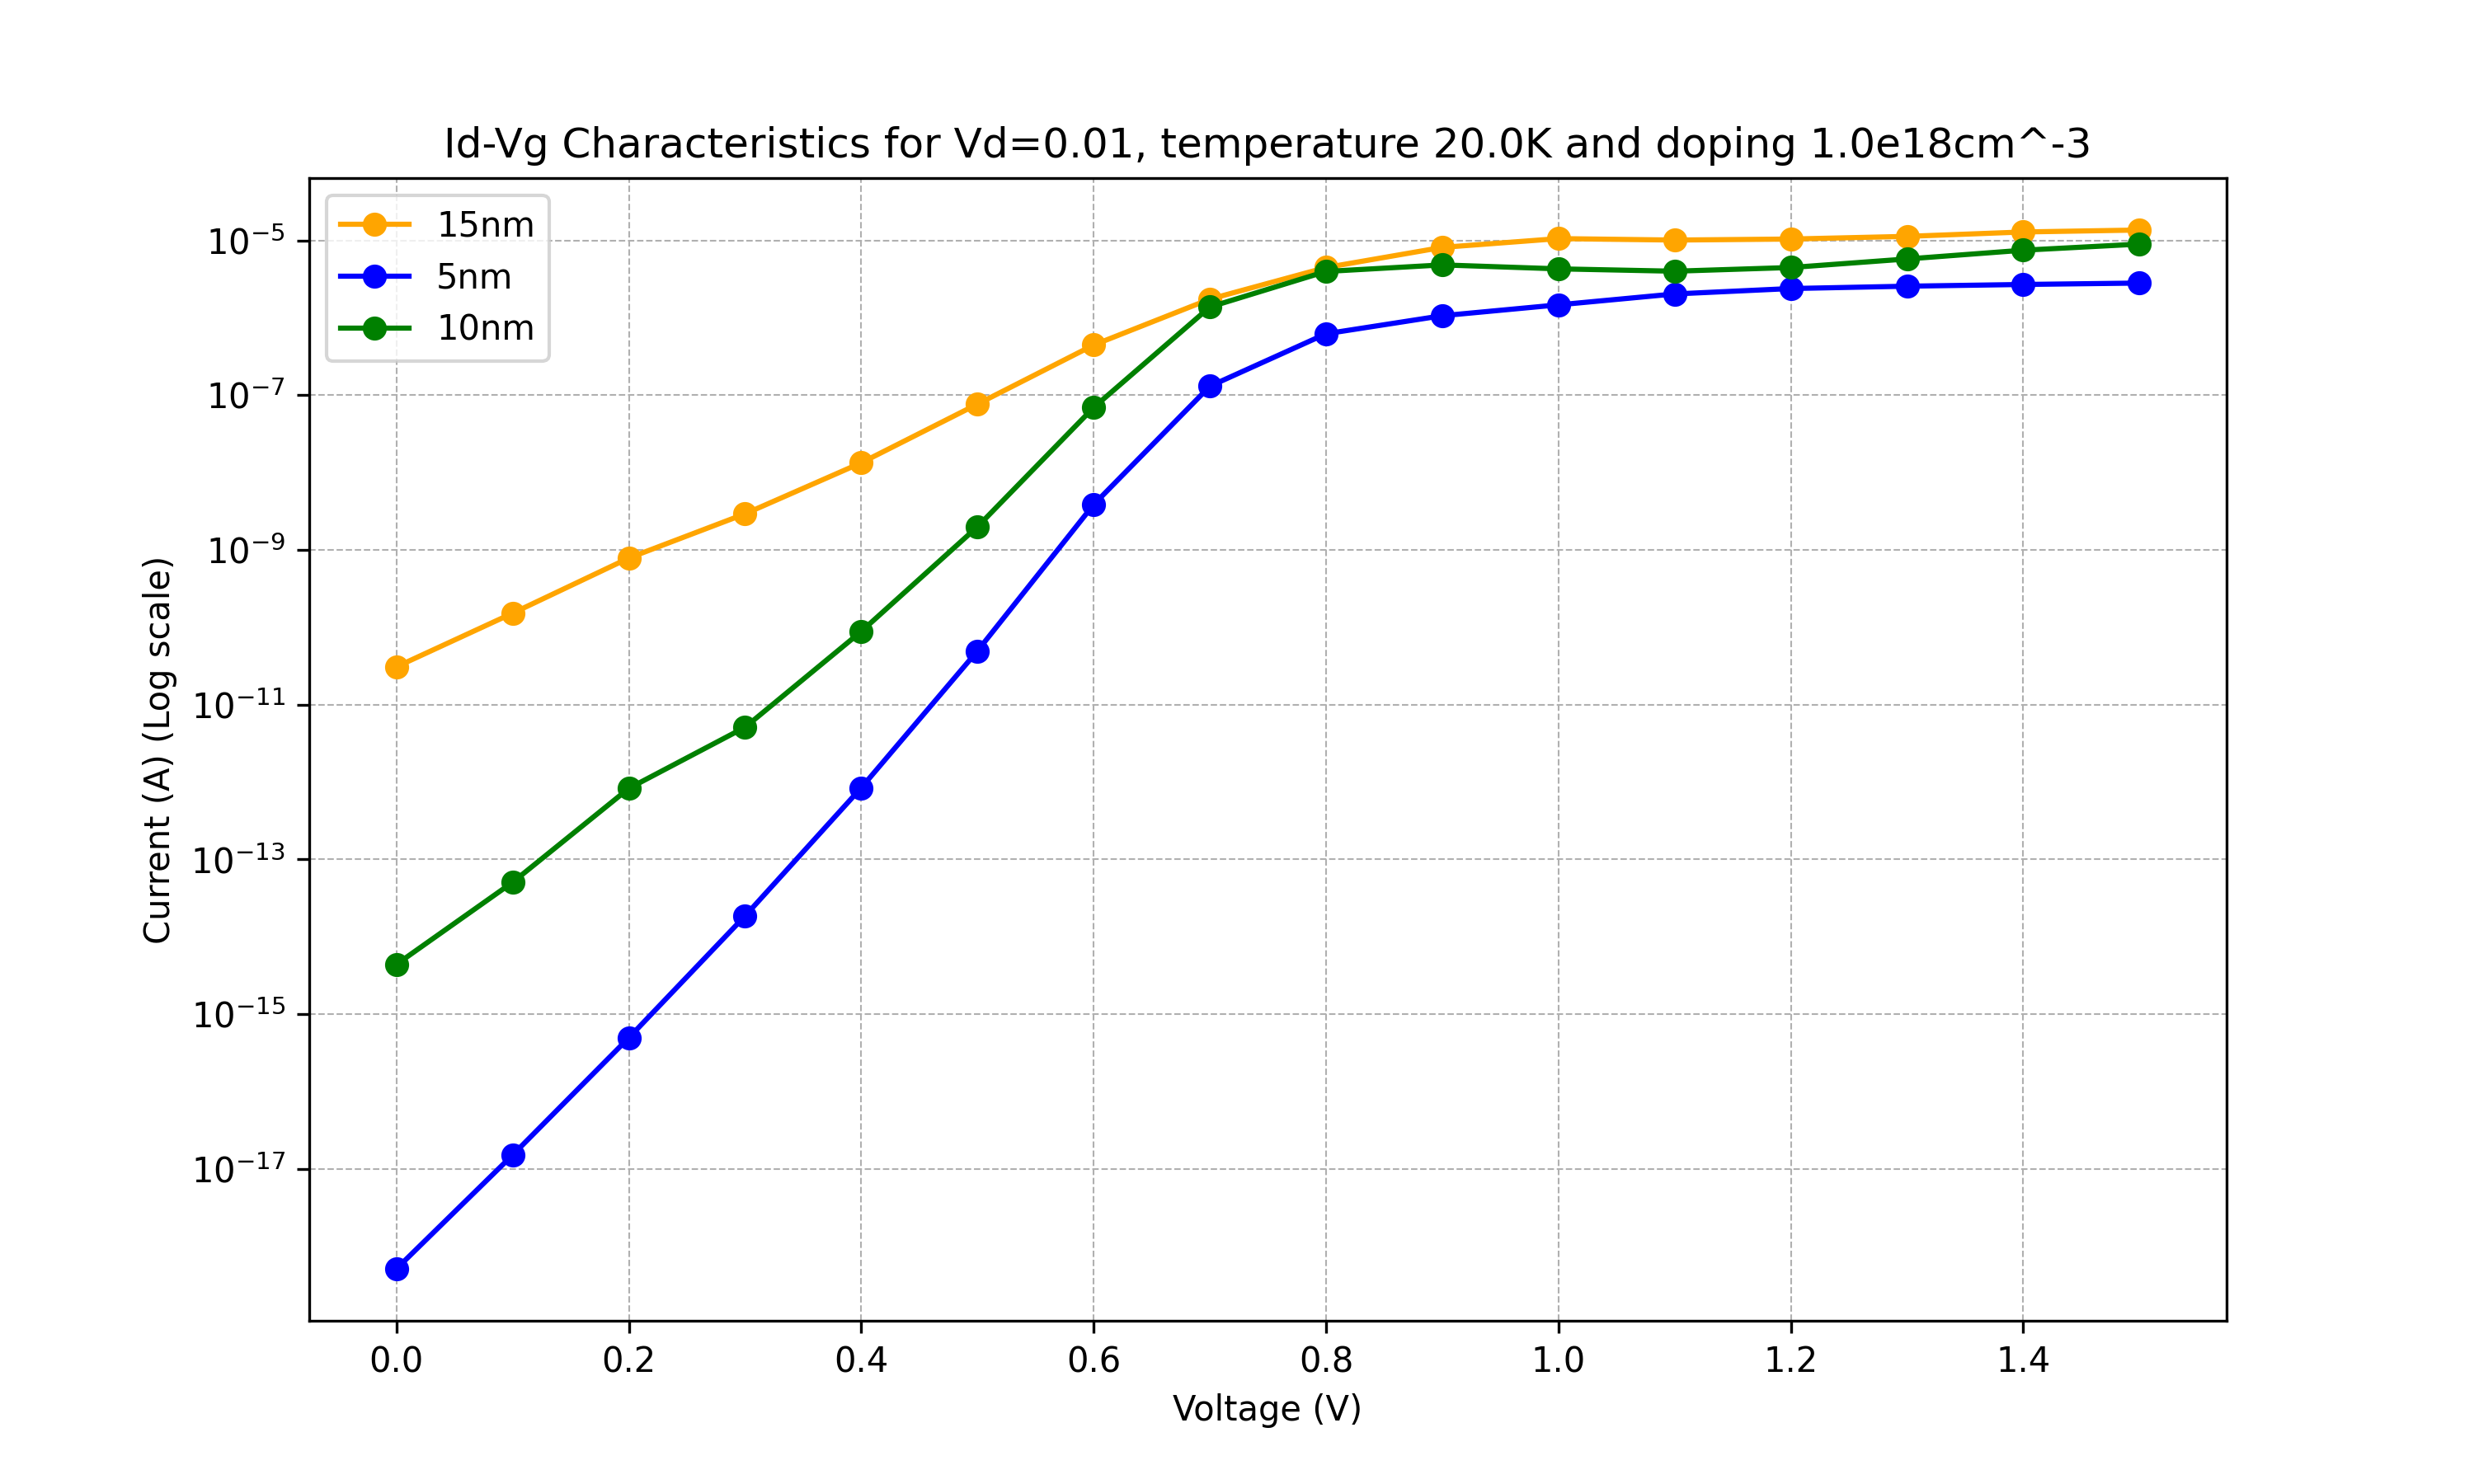 Id-Vg Characteristics for Vd=0.01, temperature 20.0K and doping 1.0e18cm^-3
15nm
5nm
10nm
10⁻⁵
10⁻⁷
10⁻⁹
10⁻¹¹
10⁻¹³
10⁻¹⁵
10⁻¹⁷
Current (A) (Log scale)
0.0 0.2 0.4 0.6 0.8 1.0 1.2 1.4
Voltage (V)